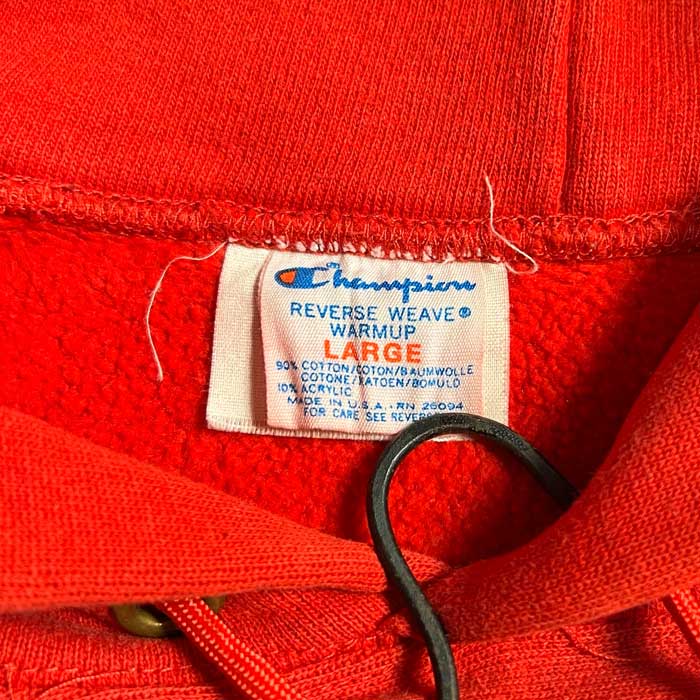 Champion
REVERSE WEAVE®
WARMUP
LARGE
90% COTTON/COTON/BAUMWOLLE
COTONE/KATOEN/BOMULD
10% ACRYLIC
MADE IN U.S.A. · RN 26094
FOR CARE SEE REVERS